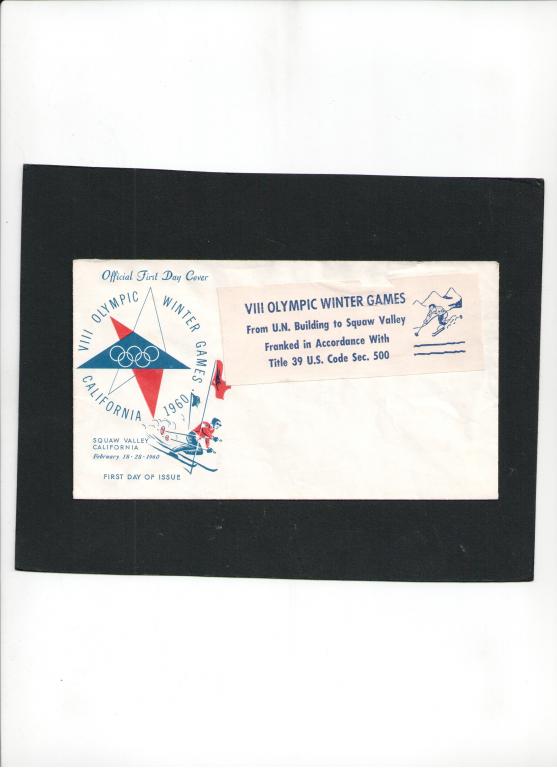 Official First Day Cover
VIII OLYMPIC WINTER GAMES
CALIFORNIA 1960
SQUAW VALLEY
CALIFORNIA
February 18 - 28 - 1960
FIRST DAY OF ISSUE
VIII OLYMPIC WINTER GAMES
From U.N. Building to Squaw Valley
Franked in Accordance With
Title 39 U.S. Code Sec. 500